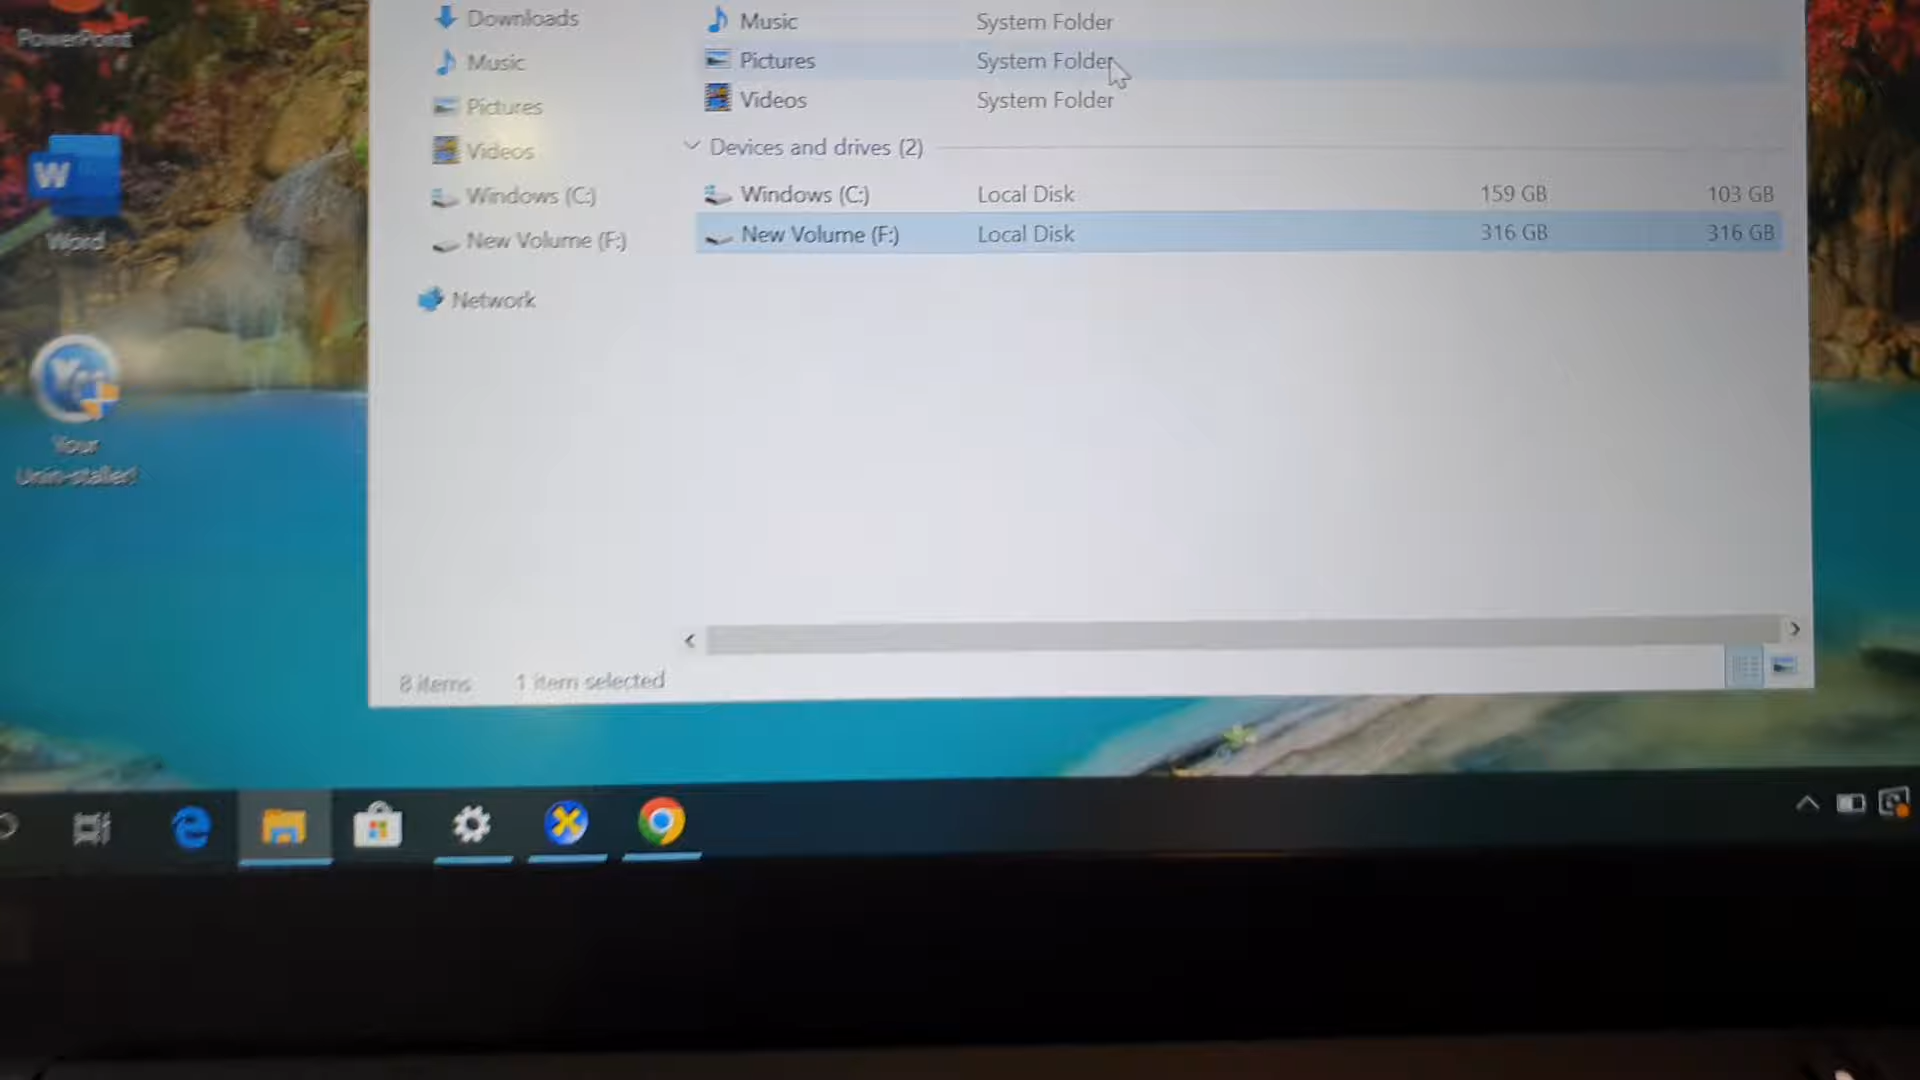 PowerPoint
Downloads
Music
Pictures
Videos
Windows (C:)
New Volume (F:)
Network
Music System Folder
Pictures System Folder
Videos System Folder
Devices and drives (2)
Windows (C:) Local Disk 159 GB 103 GB
New Volume (F:) Local Disk 316 GB 316 GB
W
Word
Your
Unin-staller!
8 items 1 item selected